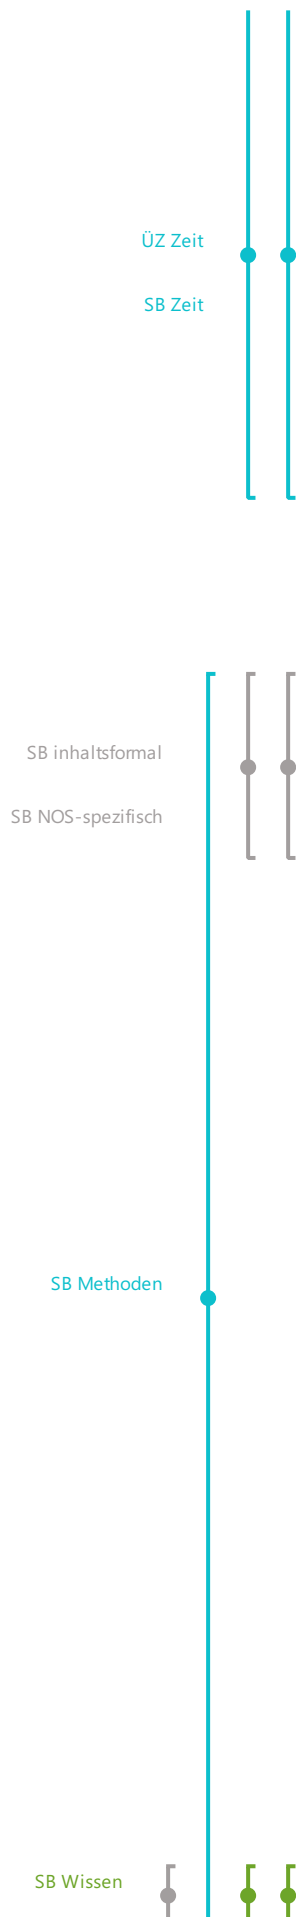 ÜZ Zeit
SB Zeit
SB inhaltsformal
SB NOS-spezifisch
SB Methoden
SB Wissen